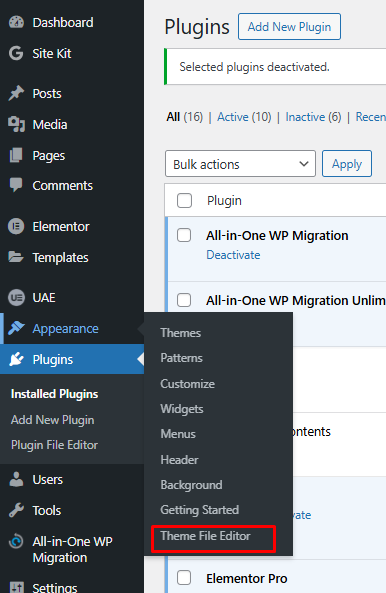 Dashboard
Site Kit
Posts
Media
Pages
Comments
Elementor
Templates
UE
UAE
Appearance
Plugins
Installed Plugins
Add New Plugin
Plugin File Editor
Users
Tools
All-in-One WP
Migration
Settings
Themes
Patterns
Customize
Widgets
Menus
Header
Background
Getting Started
Theme File Editor
Plugins
Add New Plugin
Selected plugins deactivated.
All (16) | Active (10) | Inactive (6) | Recen
Bulk actions
Apply
Plugin
All-in-One WP Migration
Deactivate
All-in-One WP Migration Unlim
ontents
vate
Elementor Pro